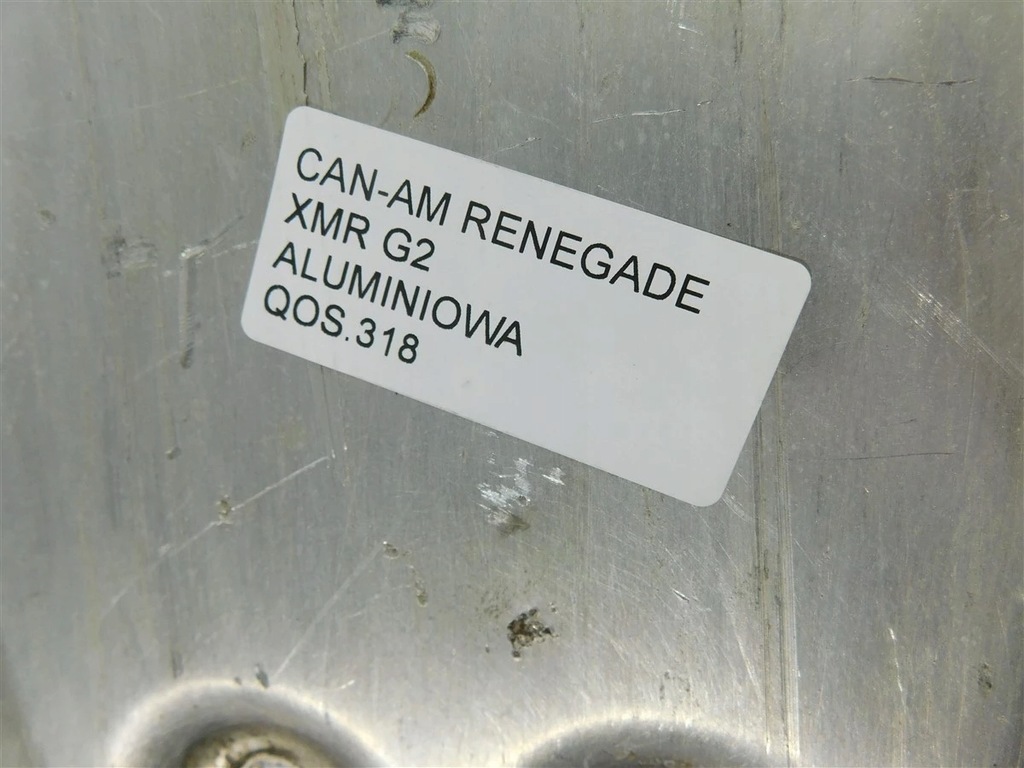 CAN-AM RENEGADE
XMR G2
ALUMINIOWA
QOS.318